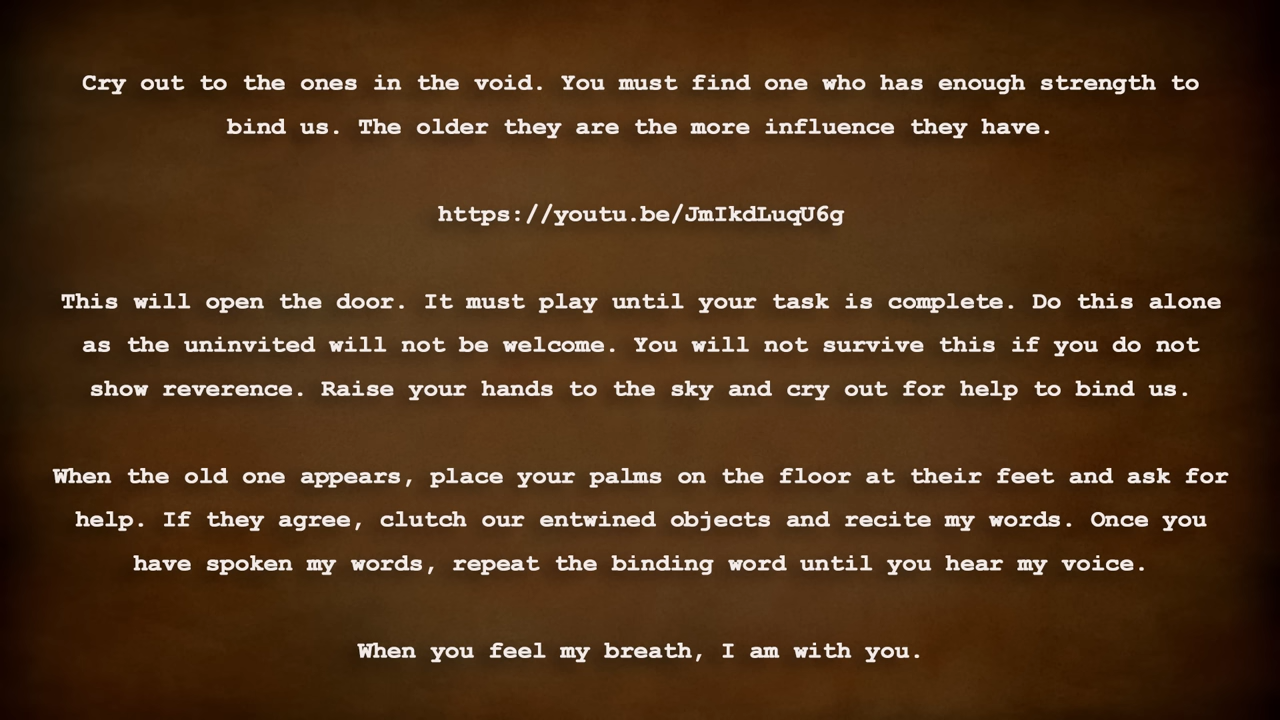 Cry out to the ones in the void. You must find one who has enough strength to
bind us. The older they are the more influence they have.
https://youtu.be/JmIkdLuqU6g
This will open the door. It must play until your task is complete. Do this alone
as the uninvited will not be welcome. You will not survive this if you do not
show reverence. Raise your hands to the sky and cry out for help to bind us.
When the old one appears, place your palms on the floor at their feet and ask for
help. If they agree, clutch our entwined objects and recite my words. Once you
have spoken my words, repeat the binding word until you hear my voice.
When you feel my breath, I am with you.